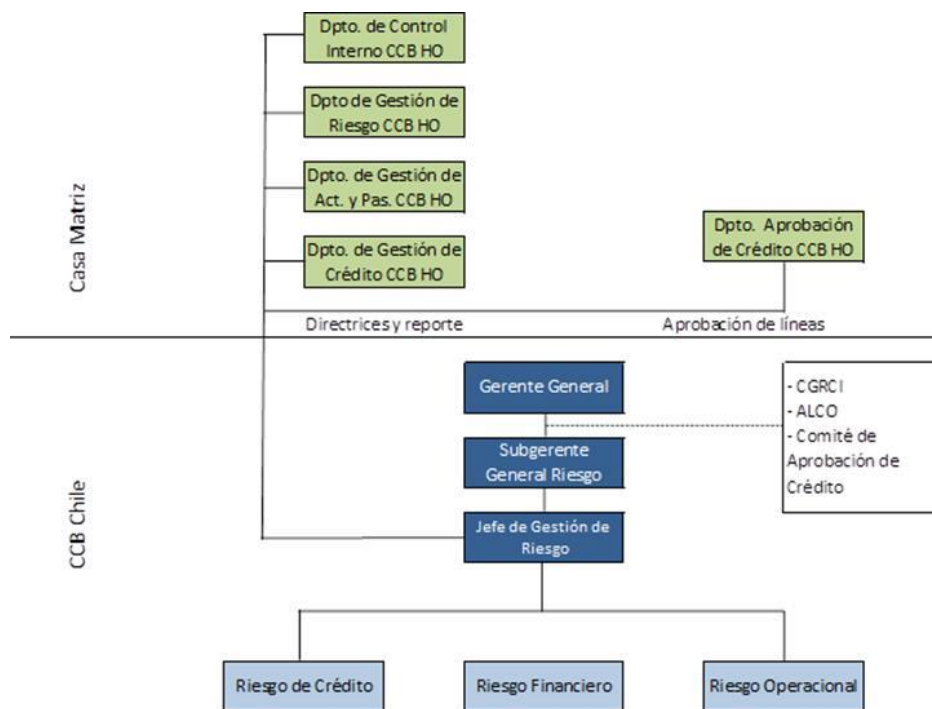 Dpto. de Control
Interno CCB HO
Dpto de Gestión de
Riesgo CCB HO
Dpto. de Gestión de
Act. y Pas. CCB HO
Dpto. de Gestión de
Crédito CCB HO
Dpto. Aprobación
de Crédito CCB HO
Casa Matriz
Directrices y reporte
Aprobación de líneas
CCB Chile
Gerente General
Subgerente
General Riesgo
Jefe de Gestión de
Riesgo
- CGRCI
- ALCO
- Comité de
Aprobación de
Crédito
Riesgo de Crédito
Riesgo Financiero
Riesgo Operacional